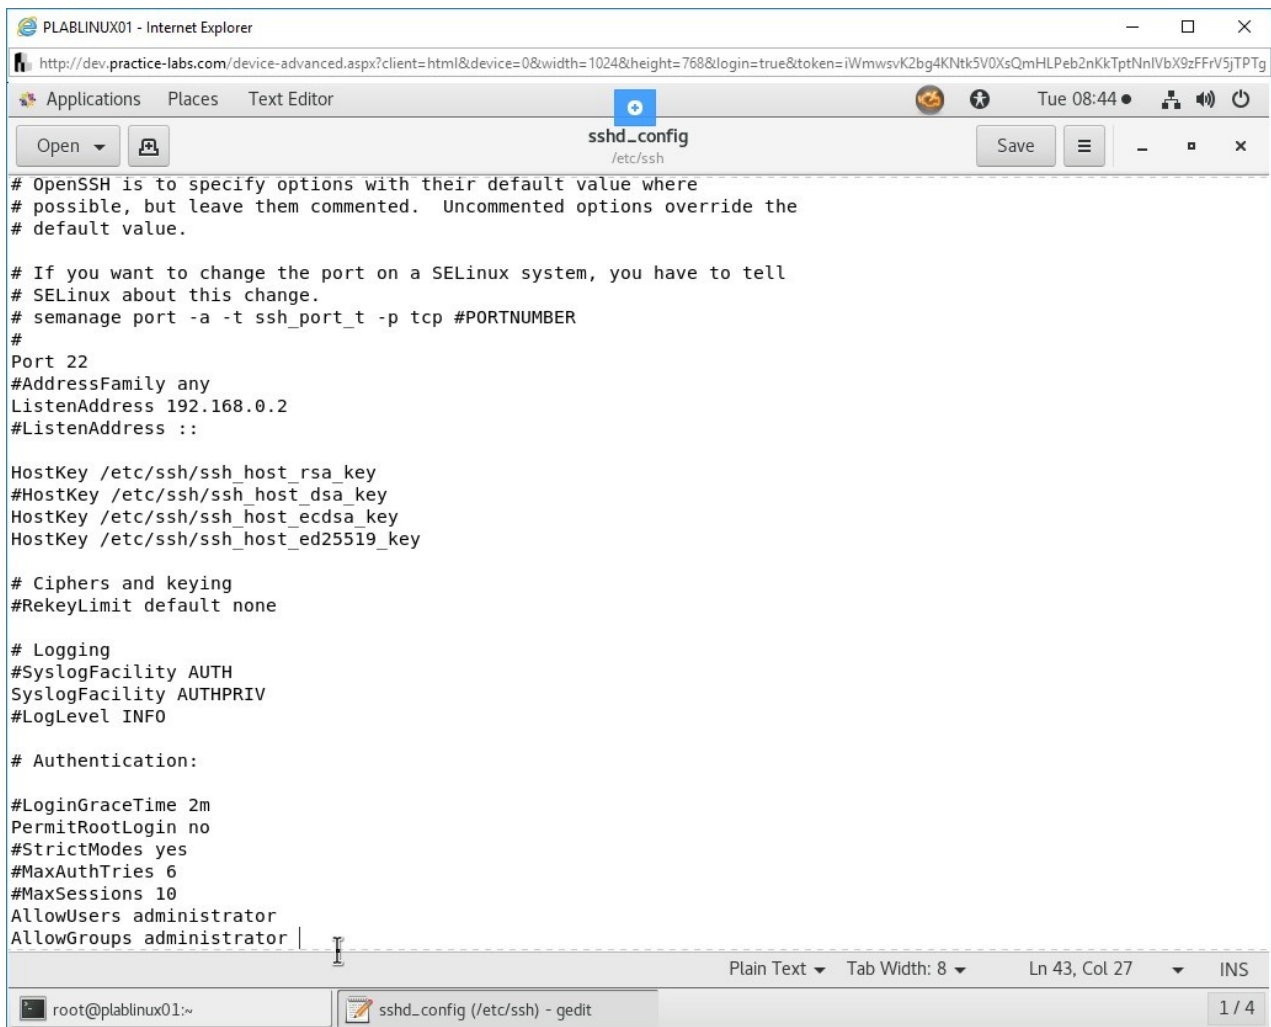 PLABLINUX01 - Internet Explorer
http://dev.practice-labs.com/device-advanced.aspx?client=html&device=0&width=1024&height=768&login=true&token=iWmwsvK2bg4KNtk5V0XsQmHLPeb2nKkTptNnIVbX9zFFrV5jTPTg
Applications Places Text Editor Tue 08:44
Open sshd_config Save
/etc/ssh
# OpenSSH is to specify options with their default value where
# possible, but leave them commented.  Uncommented options override the
# default value.
# If you want to change the port on a SELinux system, you have to tell
# SELinux about this change.
# semanage port -a -t ssh_port_t -p tcp #PORTNUMBER
#
Port 22
#AddressFamily any
ListenAddress 192.168.0.2
#ListenAddress ::
HostKey /etc/ssh/ssh_host_rsa_key
#HostKey /etc/ssh/ssh_host_dsa_key
HostKey /etc/ssh/ssh_host_ecdsa_key
HostKey /etc/ssh/ssh_host_ed25519_key
# Ciphers and keying
#RekeyLimit default none
# Logging
#SyslogFacility AUTH
SyslogFacility AUTHPRIV
#LogLevel INFO
# Authentication:
#LoginGraceTime 2m
PermitRootLogin no
#StrictModes yes
#MaxAuthTries 6
#MaxSessions 10
AllowUsers administrator
AllowGroups administrator
Plain Text Tab Width: 8 Ln 43, Col 27 INS
root@plablinux01:~ sshd_config (/etc/ssh) - gedit 1 / 4